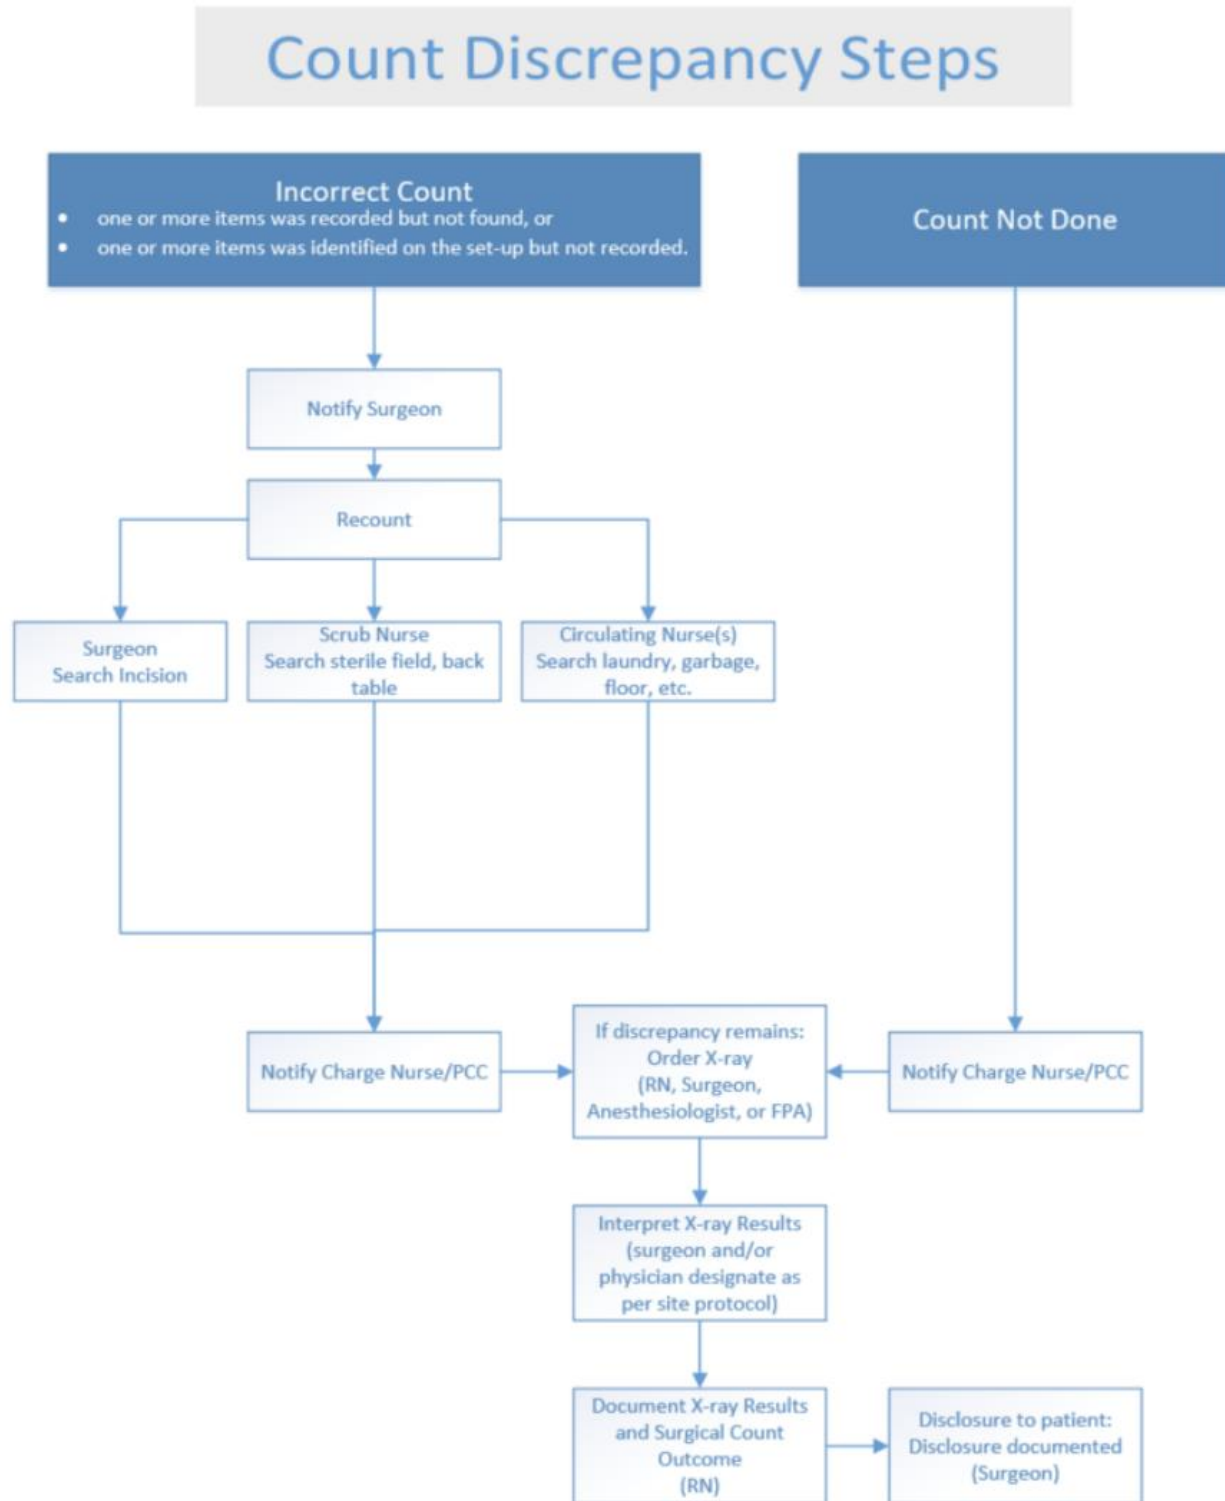 Count Discrepancy Steps
Incorrect Count
• one or more items was recorded but not found, or
• one or more items was identified on the set-up but not recorded.
Count Not Done
Notify Surgeon
Recount
Surgeon
Search Incision
Scrub Nurse
Search sterile field, back
table
Circulating Nurse(s)
Search laundry, garbage,
floor, etc.
Notify Charge Nurse/PCC
If discrepancy remains:
Order X-ray
(RN, Surgeon,
Anesthesiologist, or FPA)
Notify Charge Nurse/PCC
Interpret X-ray Results
(surgeon and/or
physician designate as
per site protocol)
Document X-ray Results
and Surgical Count
Outcome
(RN)
Disclosure to patient:
Disclosure documented
(Surgeon)